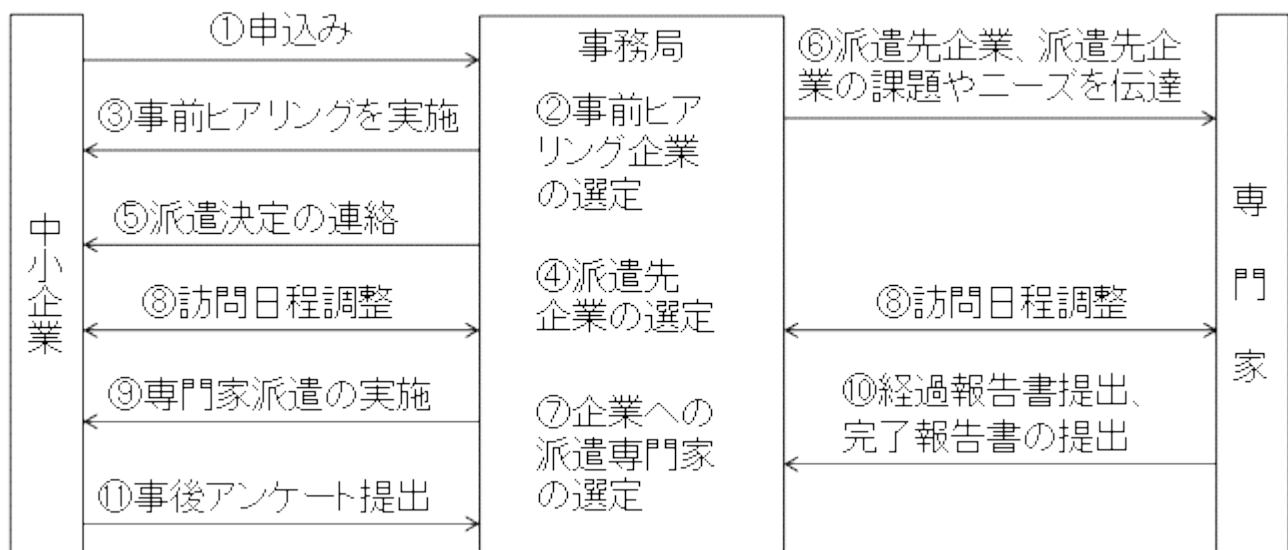 中小企業
①申込み
③事前ヒアリングを実施
⑤派遣決定の連絡
⑧訪問日程調整
⑨専門家派遣の実施
⑪事後アンケート提出
事務局
②事前ヒア
リング企業
の選定
④派遣先
企業の選定
⑦企業への
派遣専門家
の選定
⑥派遣先企業、派遣先企
業の課題やニーズを伝達
⑧訪問日程調整
⑩経過報告書提出、
完了報告書の提出
専門家